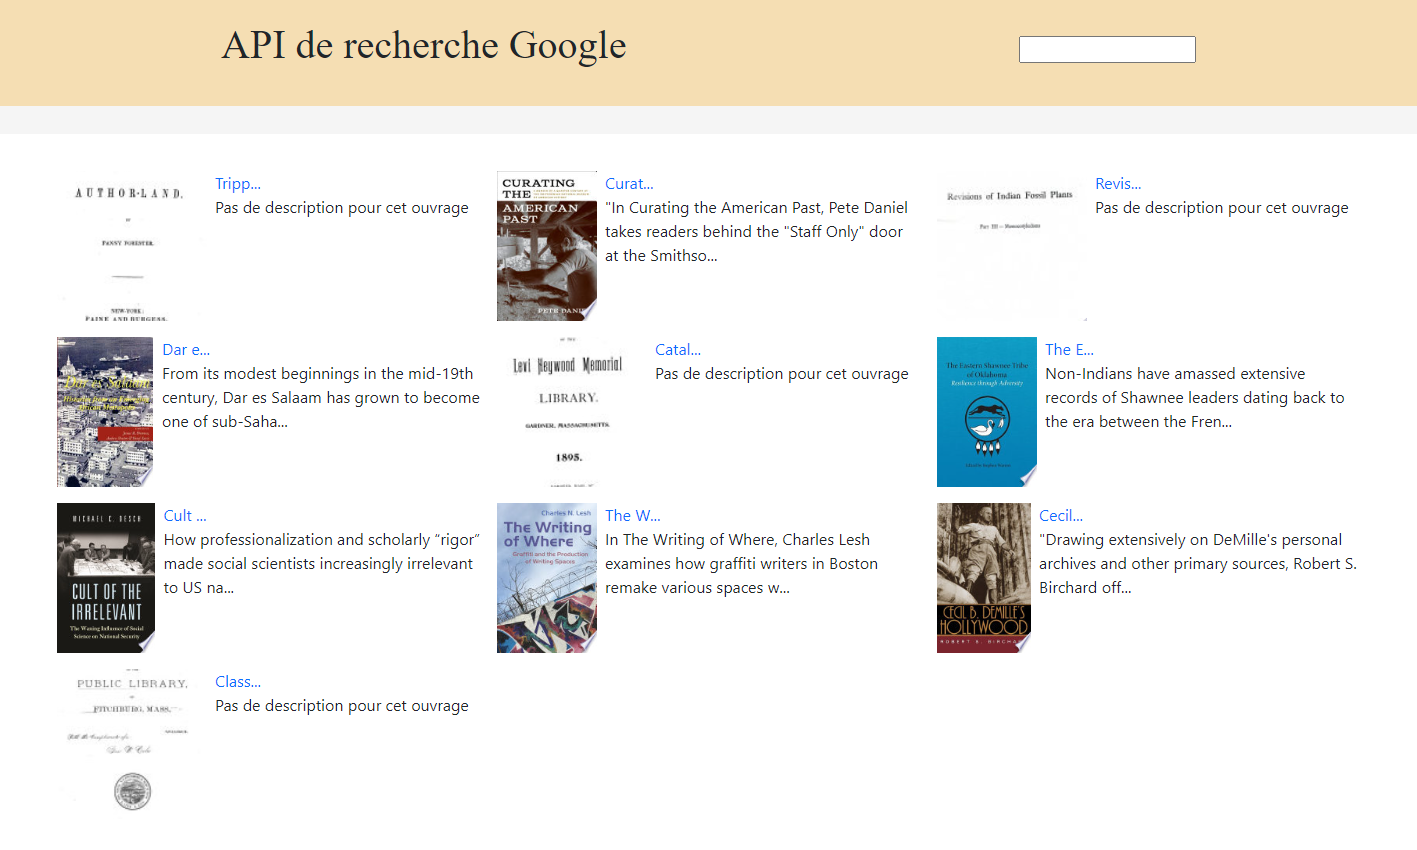 API de recherche Google
AUTHOR-LAND.
BY
FANNY FORESTER.
NEW-YORK:
PAINE AND BURGESS.
Tripp...
Pas de description pour cet ouvrage
CURATING
THE
AMERICAN
PAST
PETE DANIEL
Curat...
"In Curating the American Past, Pete Daniel
takes readers behind the "Staff Only" door
at the Smithso...
Revisions of Indian Fossil Plants
Revis...
Pas de description pour cet ouvrage
Dar es Salaam
Dar e...
From its modest beginnings in the mid-19th
century, Dar es Salaam has grown to become
one of sub-Saha...
OF THE
Levi Heywood Memorial
LIBRARY,
GARDNER, MASSACHUSETTS.
1895.
Catal...
Pas de description pour cet ouvrage
The Eastern Shawnee Tribe
of Oklahoma
Resilience through Adversity
The E...
Non-Indians have amassed extensive
records of Shawnee leaders dating back to
the era between the Fren...
MICHAEL C. DESCH
CULT OF THE
IRRELEVANT
The Waning Influence of Social
Science on National Security
Cult ...
How professionalization and scholarly “rigor”
made social scientists increasingly irrelevant
to US na...
Charles N. Lesh
The Writing
of Where
Graffiti and the Production
of Writing Spaces
The W...
In The Writing of Where, Charles Lesh
examines how graffiti writers in Boston
remake various spaces w...
CECIL B. DEMILLE'S
HOLLYWOOD
ROBERT S. BIRCHARD
Cecil...
"Drawing extensively on DeMille's personal
archives and other primary sources, Robert S.
Birchard off...
PUBLIC LIBRARY,
FITCHBURG, MASS.
Class...
Pas de description pour cet ouvrage